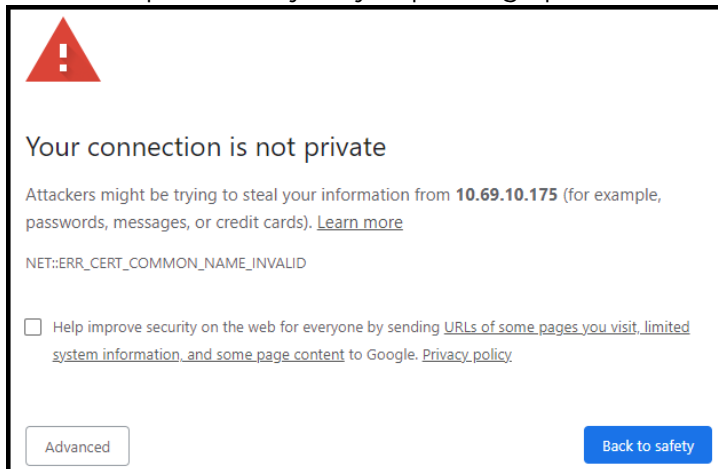 Your connection is not private
Attackers might be trying to steal your information from 10.69.10.175 (for example,
passwords, messages, or credit cards). Learn more
NET::ERR_CERT_COMMON_NAME_INVALID
Help improve security on the web for everyone by sending URLs of some pages you visit, limited
system information, and some page content to Google. Privacy policy
Advanced
Back to safety